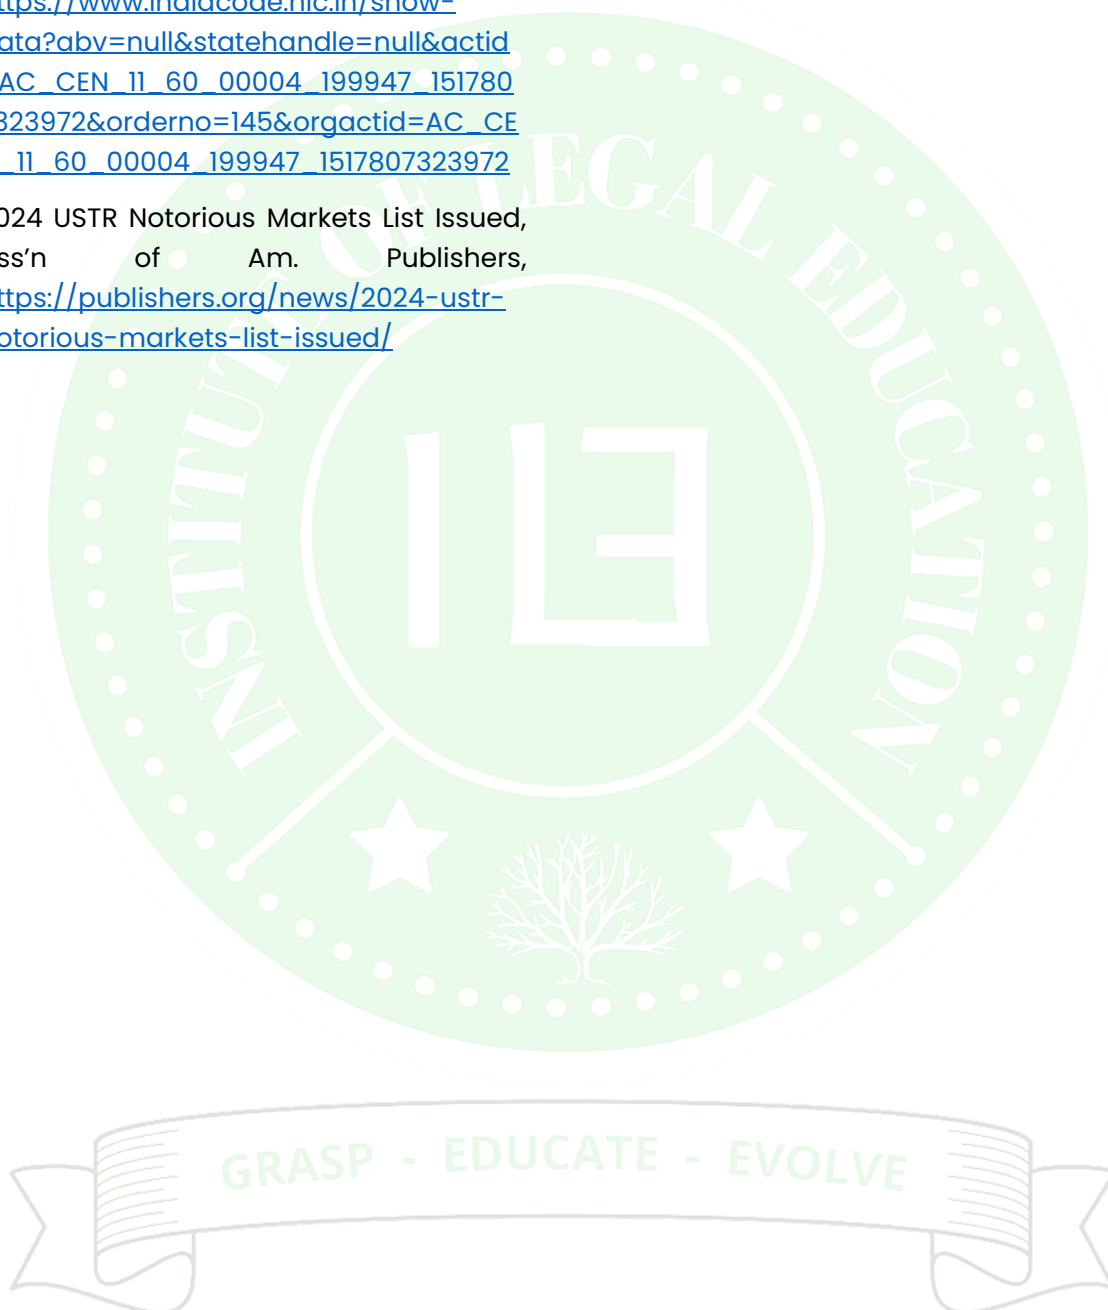 ttps://www.indiacode.nic.in/show-
ata?abv=null&statehandle=null&actid
AC_CEN_11_60_00004_199947_151780
323972&orderno=145&orgactid=AC_CE
_11_60_00004_199947_1517807323972
024 USTR Notorious Markets List Issued,
ss’n of Am. Publishers,
ttps://publishers.org/news/2024-ustr-
otorious-markets-list-issued/
INSTITUTE OF LEGAL EDUCATION
ILE
GRASP - EDUCATE - EVOLVE